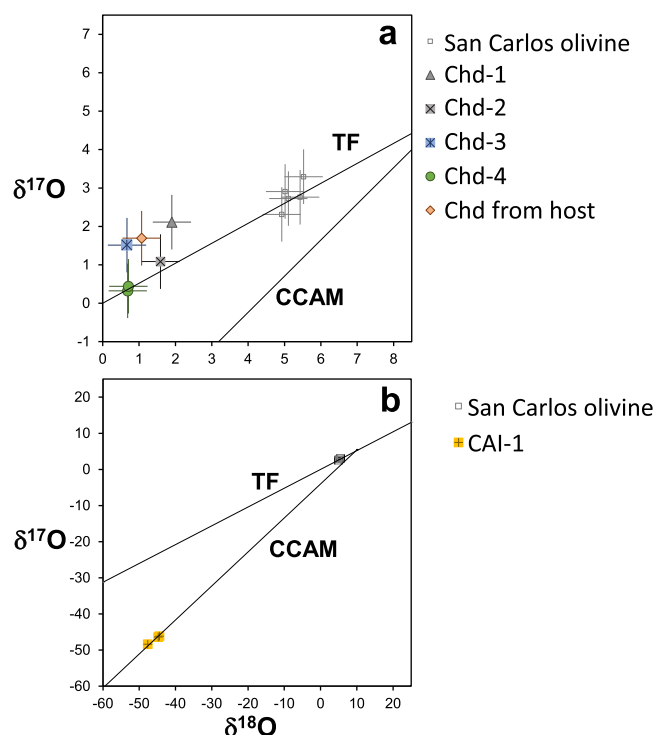 a
7
6
5
4
3
2
1
0
-1
δ¹⁷O
TF
CCAM
0 1 2 3 4 5 6 7 8
San Carlos olivine
Chd-1
Chd-2
Chd-3
Chd-4
Chd from host
b
20
10
0
-10
-20
-30
-40
-50
-60
δ¹⁷O
TF
CCAM
-60 -50 -40 -30 -20 -10 0 10 20
δ¹⁸O
San Carlos olivine
CAI-1